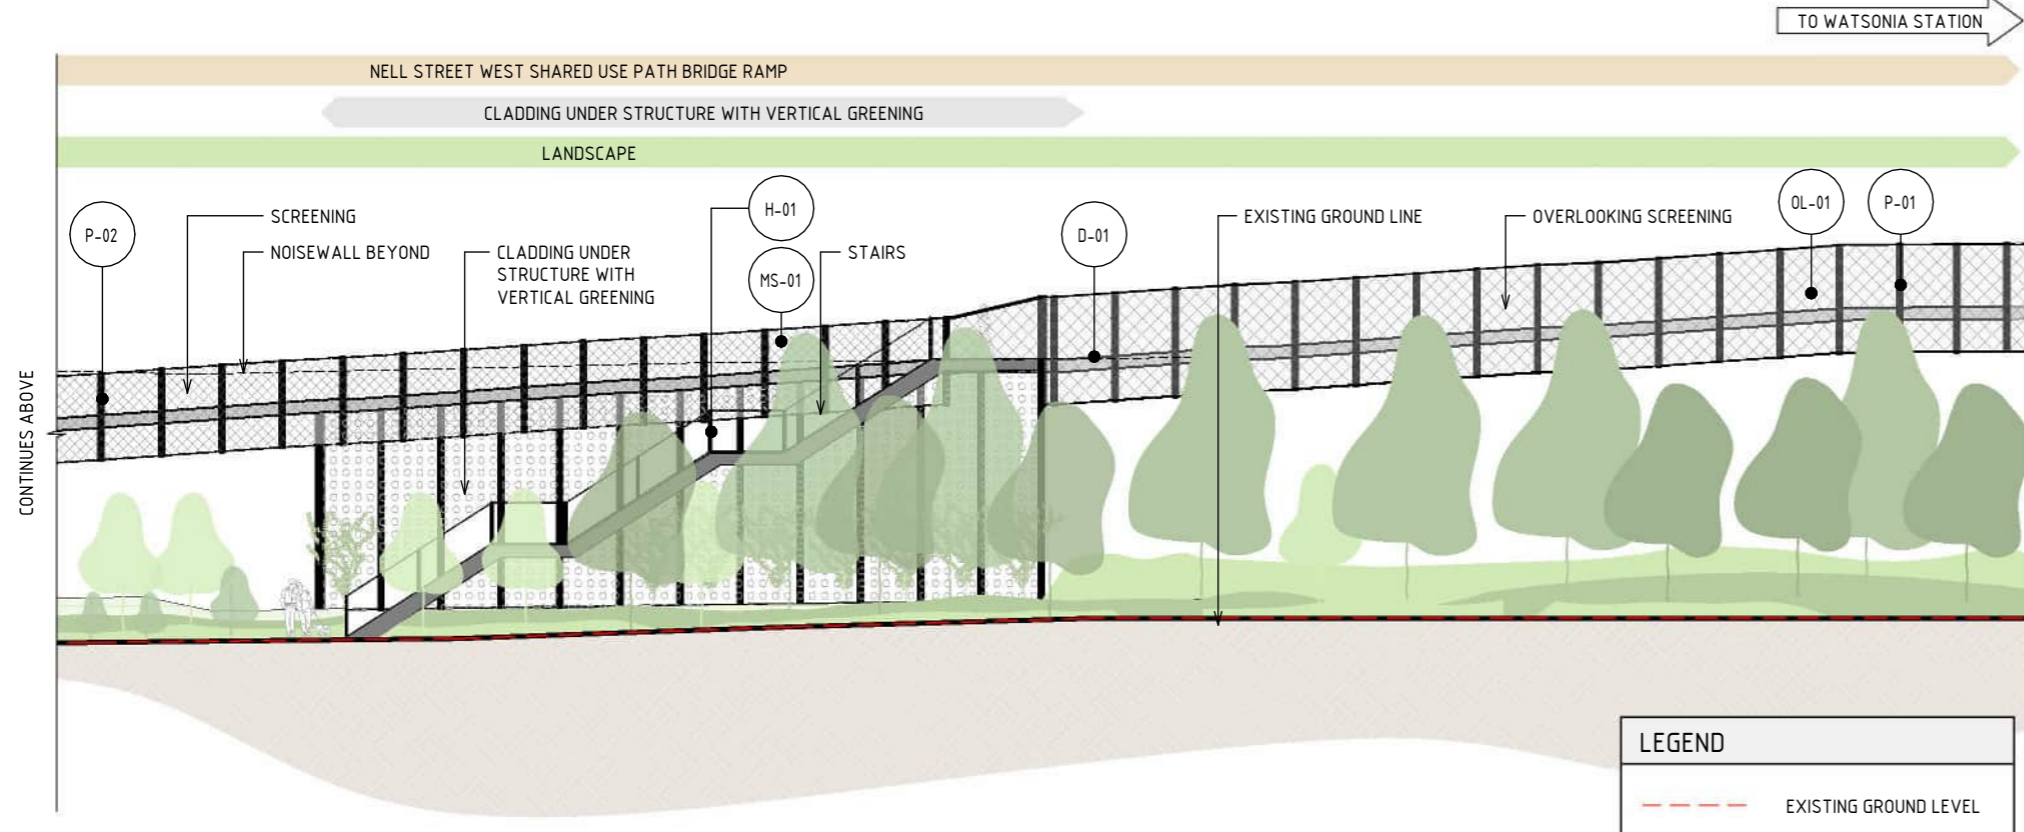 TO WATSONIA STATION
NELL STREET WEST SHARED USE PATH BRIDGE RAMP
CLADDING UNDER STRUCTURE WITH VERTICAL GREENING
LANDSCAPE
P-02
SCREENING
NOISEWALL BEYOND
CLADDING UNDER
STRUCTURE WITH
VERTICAL GREENING
H-01
MS-01
STAIRS
D-01
EXISTING GROUND LINE
OVERLOOKING SCREENING
OL-01
P-01
CONTINUES ABOVE
LEGEND
EXISTING GROUND LEVEL